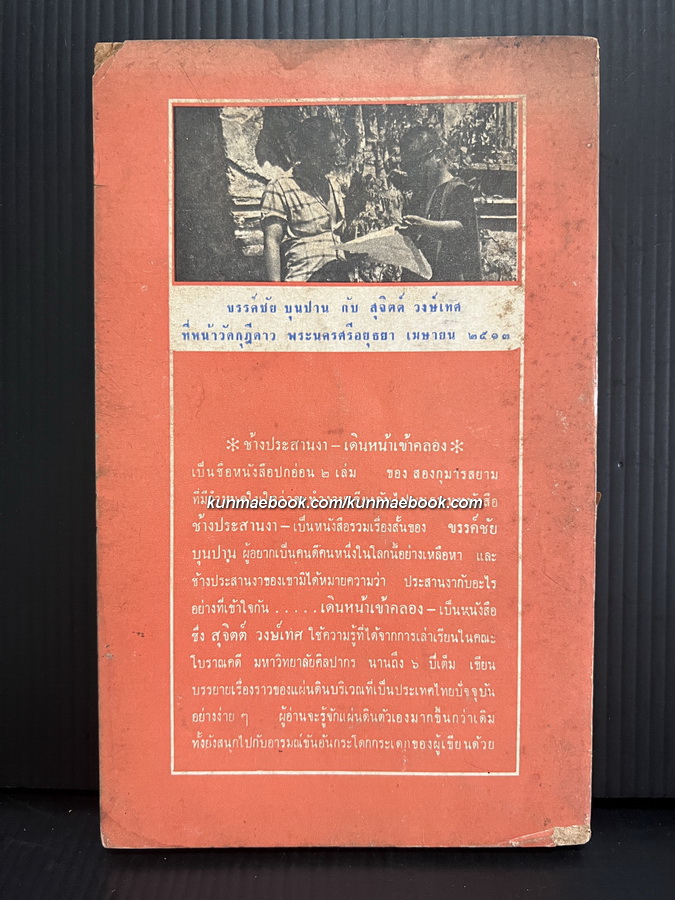 ขรรค์ชัย บุนปาน กับ สุจิตต์ วงษ์เทศ
ที่หน้าวัดกุฎีดาว พระนครศรีอยุธยา เมษายน ๒๕๑๓
* ช้างประสานงา – เดินหน้าเข้าคลอง *
เป็นชื่อหนังสือปกอ่อน ๒ เล่ม ของ สองกุมารสยาม
kunmaebook.com/kunmaebook.com
ช้างประสานงา – เป็นหนังสือรวมเรื่องสั้นของ ขรรค์ชัย
บุนปาน ผู้อยากเป็นคนดีคนหนึ่งในโลกนี้อย่างเหลือหา และ
ช้างประสานงาของเขามิได้หมายความว่า ประสานงากับอะไร
อย่างที่เข้าใจกัน . . . . . เดินหน้าเข้าคลอง – เป็นหนังสือ
ซึ่ง สุจิตต์ วงษ์เทศ ใช้ความรู้ที่ได้จากการเล่าเรียนในคณะ
โบราณคดี มหาวิทยาลัยศิลปากร นานถึง ๖ ปีเต็ม เขียน
บรรยายเรื่องราวของแผ่นดินบริเวณที่เป็นประเทศไทยปัจจุบัน
อย่างง่าย ๆ ผู้อ่านจะรู้จักแผ่นดินตัวเองมากขึ้นกว่าเดิม
ทั้งยังสนุกไปกับอารมณ์ขันอันกระโดกกระเดกของผู้เขียนด้วย